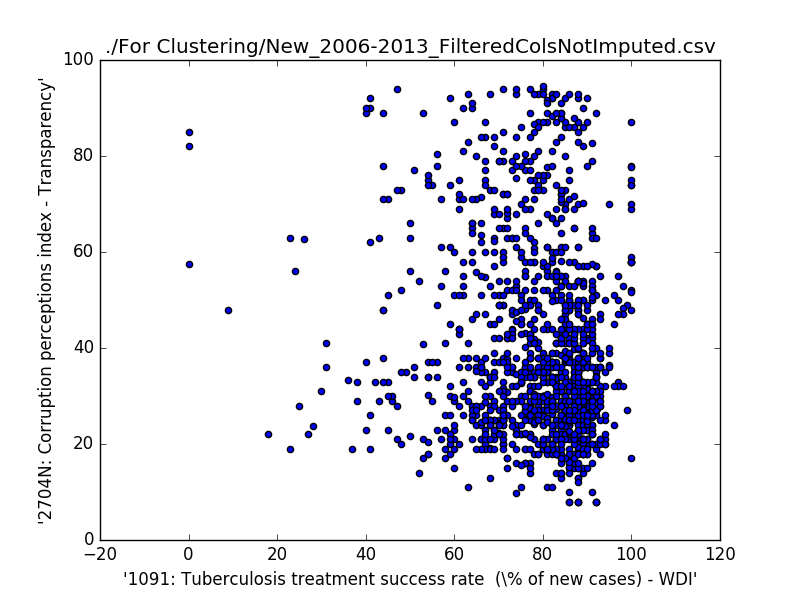 ./For Clustering/New_2006-2013_FilteredColsNotImputed.csv
100
80
60
40
20
0
'2704N: Corruption perceptions index - Transparency'
−20 0 20 40 60 80 100 120
'1091: Tuberculosis treatment success rate  (\% of new cases) - WDI'